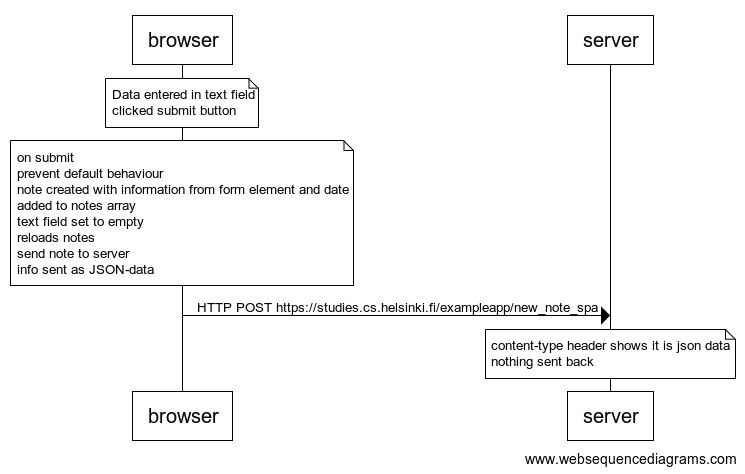 browser
server
Data entered in text field
clicked submit button
on submit
prevent default behaviour
note created with information from form element and date
added to notes array
text field set to empty
reloads notes
send note to server
info sent as JSON-data
HTTP POST https://studies.cs.helsinki.fi/exampleapp/new_note_spa
content-type header shows it is json data
nothing sent back
browser
server
www.websequencediagrams.com